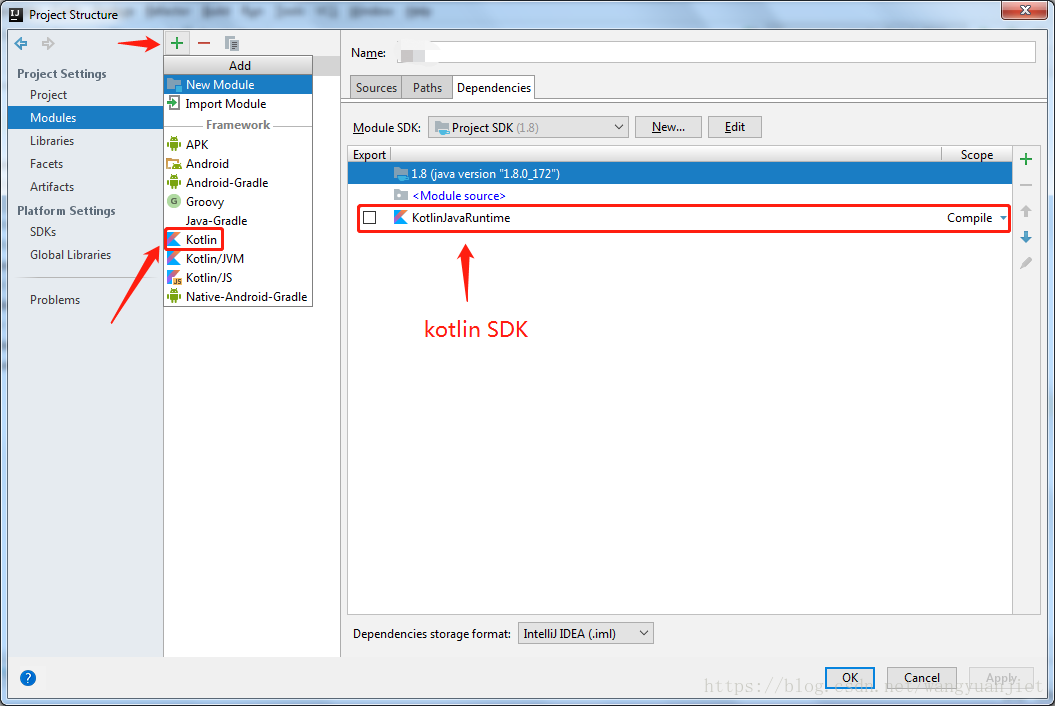 Project Structure
Project Settings
Project
Modules
Libraries
Facets
Artifacts
Platform Settings
SDKs
Global Libraries
Problems
Add
New Module
Import Module
Framework
APK
Android
Android-Gradle
Groovy
Java-Gradle
Kotlin
Kotlin/JVM
Kotlin/JS
Native-Android-Gradle
Name:
Sources Paths Dependencies
Module SDK: Project SDK (1.8) New... Edit
Export Scope
1.8 (java version "1.8.0_172")
<Module source>
KotlinJavaRuntime Compile
kotlin SDK
Dependencies storage format: IntelliJ IDEA (.iml)
OK Cancel Apply
https://blog.csdn.net/wangyuanjiet